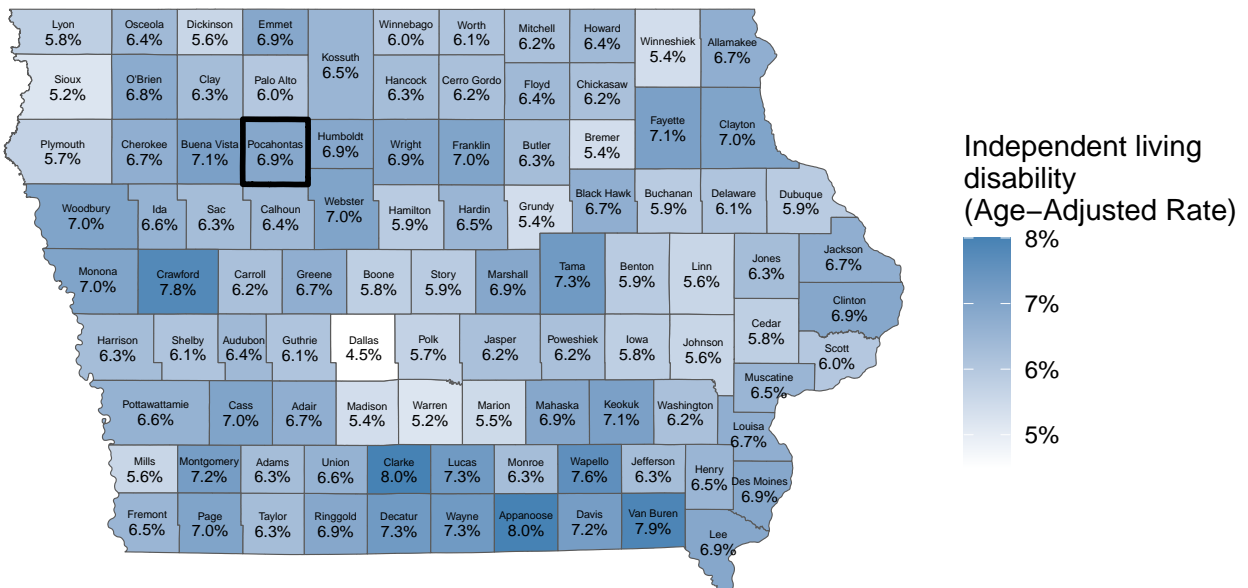 Lyon
5.8%
Osceola
6.4%
Dickinson
5.6%
Emmet
6.9%
Kossuth
6.5%
Winnebago
6.0%
Worth
6.1%
Mitchell
6.2%
Howard
6.4%
Winneshiek
5.4%
Allamakee
6.7%
Sioux
5.2%
O'Brien
6.8%
Clay
6.3%
Palo Alto
6.0%
Hancock
6.3%
Cerro Gordo
6.2%
Floyd
6.4%
Chickasaw
6.2%
Fayette
7.1%
Clayton
7.0%
Plymouth
5.7%
Cherokee
6.7%
Buena Vista
7.1%
Pocahontas
6.9%
Humboldt
6.9%
Wright
6.9%
Franklin
7.0%
Butler
6.3%
Bremer
5.4%
Woodbury
7.0%
Ida
6.6%
Sac
6.3%
Calhoun
6.4%
Webster
7.0%
Hamilton
5.9%
Hardin
6.5%
Grundy
5.4%
Black Hawk
6.7%
Buchanan
5.9%
Delaware
6.1%
Dubuque
5.9%
Monona
7.0%
Crawford
7.8%
Carroll
6.2%
Greene
6.7%
Boone
5.8%
Story
5.9%
Marshall
6.9%
Tama
7.3%
Benton
5.9%
Linn
5.6%
Jones
6.3%
Jackson
6.7%
Clinton
6.9%
Harrison
6.3%
Shelby
6.1%
Audubon
6.4%
Guthrie
6.1%
Dallas
4.5%
Polk
5.7%
Jasper
6.2%
Poweshiek
6.2%
Iowa
5.8%
Johnson
5.6%
Cedar
5.8%
Scott
6.0%
Muscatine
6.5%
Pottawattamie
6.6%
Cass
7.0%
Adair
6.7%
Madison
5.4%
Warren
5.2%
Marion
5.5%
Mahaska
6.9%
Keokuk
7.1%
Washington
6.2%
Louisa
6.7%
Mills
5.6%
Montgomery
7.2%
Adams
6.3%
Union
6.6%
Clarke
8.0%
Lucas
7.3%
Monroe
6.3%
Wapello
7.6%
Jefferson
6.3%
Henry
6.5%
Des Moines
6.9%
Fremont
6.5%
Page
7.0%
Taylor
6.3%
Ringgold
6.9%
Decatur
7.3%
Wayne
7.3%
Appanoose
8.0%
Davis
7.2%
Van Buren
7.9%
Lee
6.9%
Independent living
disability
(Age−Adjusted Rate)
8%
7%
6%
5%